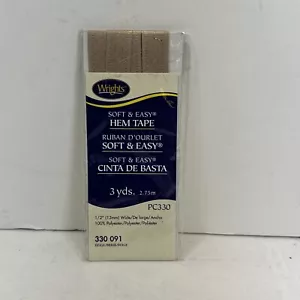 Wrights®
SOFT & EASY®
HEM TAPE
RUBAN D'OURLET
SOFT & EASY®
SOFT & EASY®
CINTA DE BASTA
3 yds. 2.75m
PC330
1/2" (13mm) Wide/De large/Ancho
100% Polyester/Polyester/Poliester
330 091